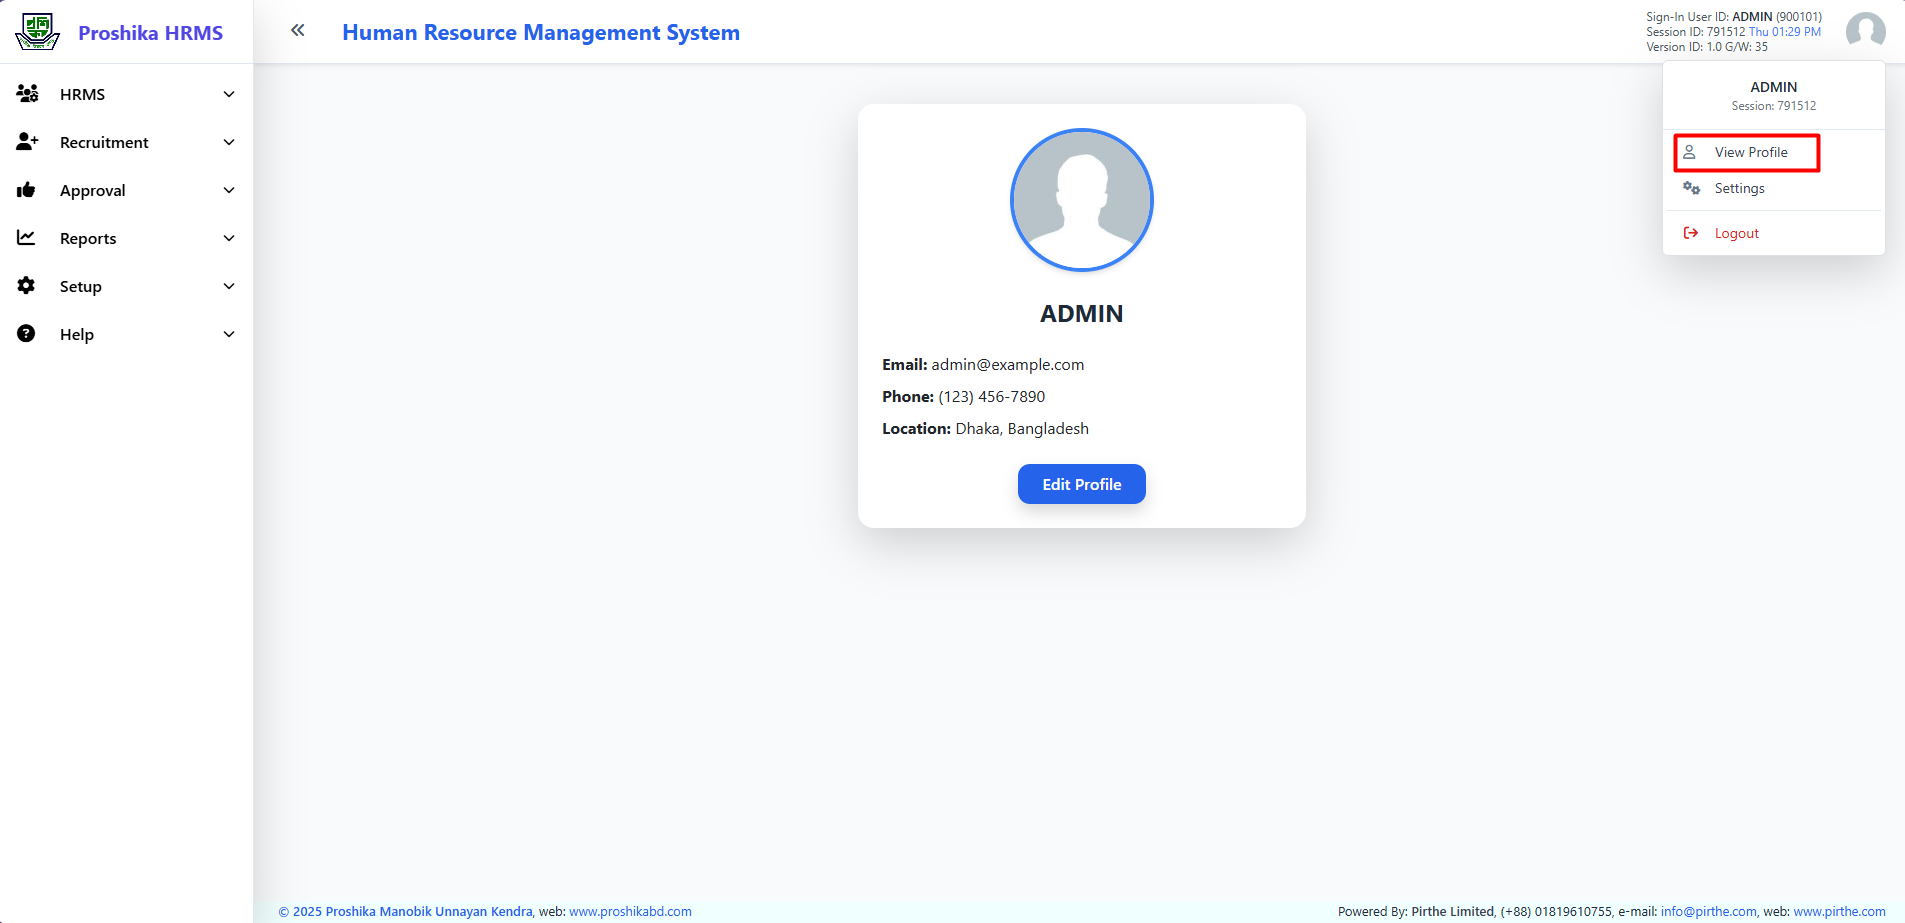 Proshika HRMS
Human Resource Management System
Sign-In User ID: ADMIN (900101)
Session ID: 791512 Thu 01:29 PM
Version ID: 1.0 G/W: 35
HRMS
Recruitment
Approval
Reports
Setup
Help
ADMIN
Session: 791512
View Profile
Settings
Logout
ADMIN
Email: admin@example.com
Phone: (123) 456-7890
Location: Dhaka, Bangladesh
Edit Profile
© 2025 Proshika Manobik Unnayan Kendra, web: www.proshikabd.com
Powered By: Pirthe Limited, (+88) 01819610755, e-mail: info@pirthe.com, web: www.pirthe.com